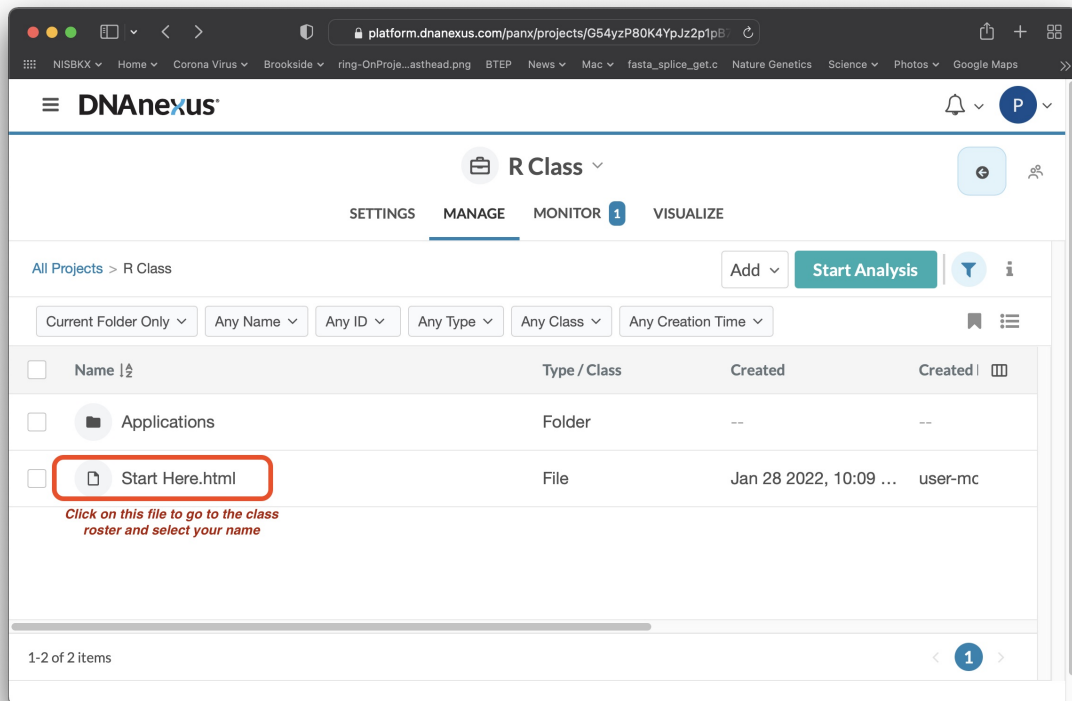 platform.dnanexus.com/panx/projects/G54yzP80K4YpJz2p1pB7
NISBKX Home Corona Virus Brookside ring-OnProje...asthead.png BTEP News Mac fasta_splice_get.c Nature Genetics Science Photos Google Maps
DNAnexus P
R Class
SETTINGS MANAGE MONITOR 1 VISUALIZE
All Projects > R Class Add Start Analysis
Current Folder Only Any Name Any ID Any Type Any Class Any Creation Time
Name Type / Class Created Created
Applications Folder -- --
Start Here.html File Jan 28 2022, 10:09 ... user-mc
Click on this file to go to the class
roster and select your name
1-2 of 2 items 1